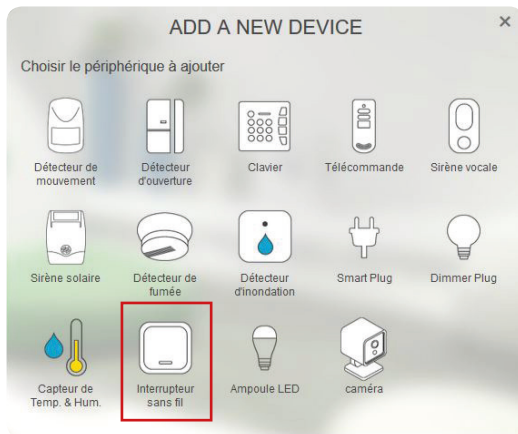 ADD A NEW DEVICE
×
Choisir le périphérique à ajouter
Détecteur de
mouvement
Détecteur
d'ouverture
Clavier
Télécommande
Sirène vocale
Sirène solaire
Détecteur de
fumée
Détecteur
d'inondation
Smart Plug
Dimmer Plug
Capteur de
Temp. & Hum.
Interrupteur
sans fil
Ampoule LED
caméra